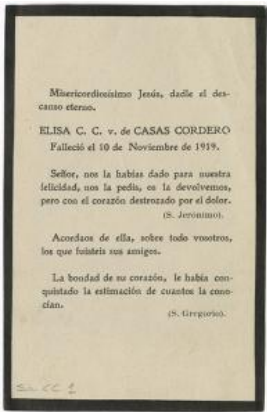 Misericordiosísimo Jesús, dadle el des-
canso eterno.
ELISA C. C. v. de CASAS CORDERO
Falleció el 10 de Noviembre de 1919.
Señor, nos la habías dado para nuestra
felicidad, nos la pedís, os la devolvemos,
pero con el corazón destrozado por el dolor.
(S. Jerónimo).
Acordaos de ella, sobre todo vosotros,
los que fuisteis sus amigos.
La bondad de su corazón, le había con-
quistado la estimación de cuantos la cono-
cían.
(S. Gregorio).